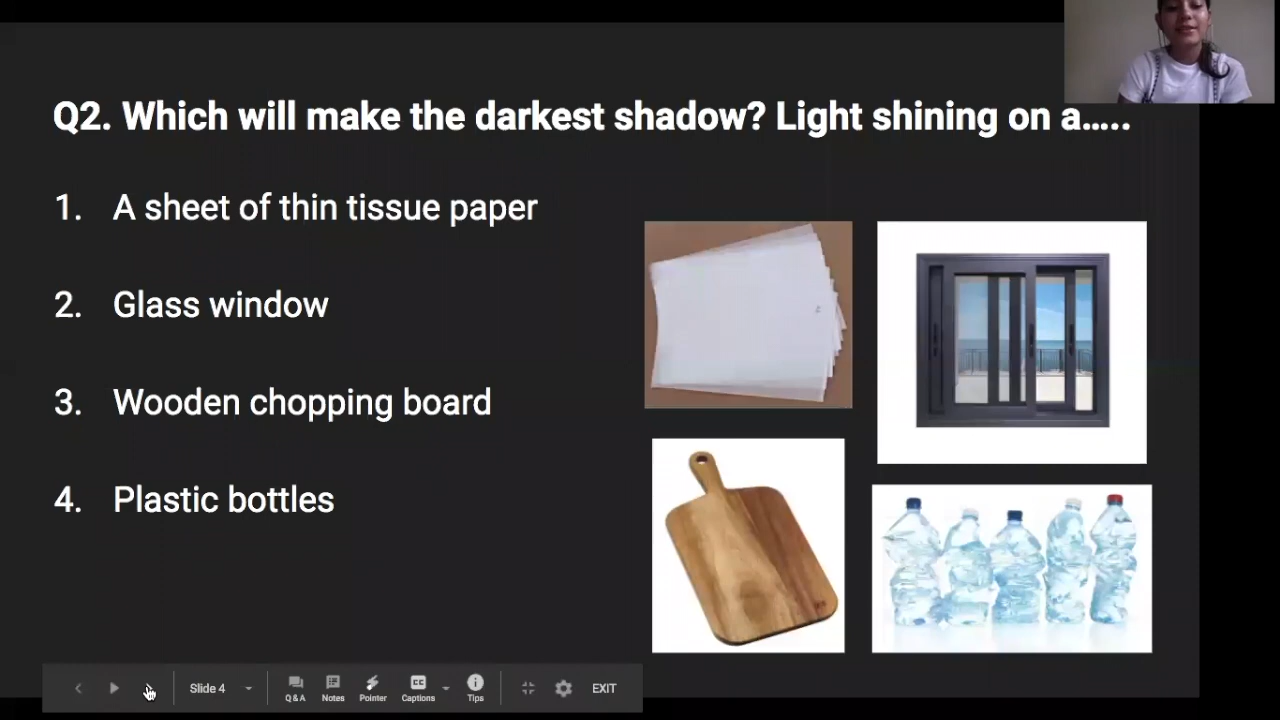 Q2. Which will make the darkest shadow? Light shining on a.....
1. A sheet of thin tissue paper
2. Glass window
3. Wooden chopping board
4. Plastic bottles
Slide 4
Q & A
Notes
Pointer
CC
Captions
Tips
EXIT